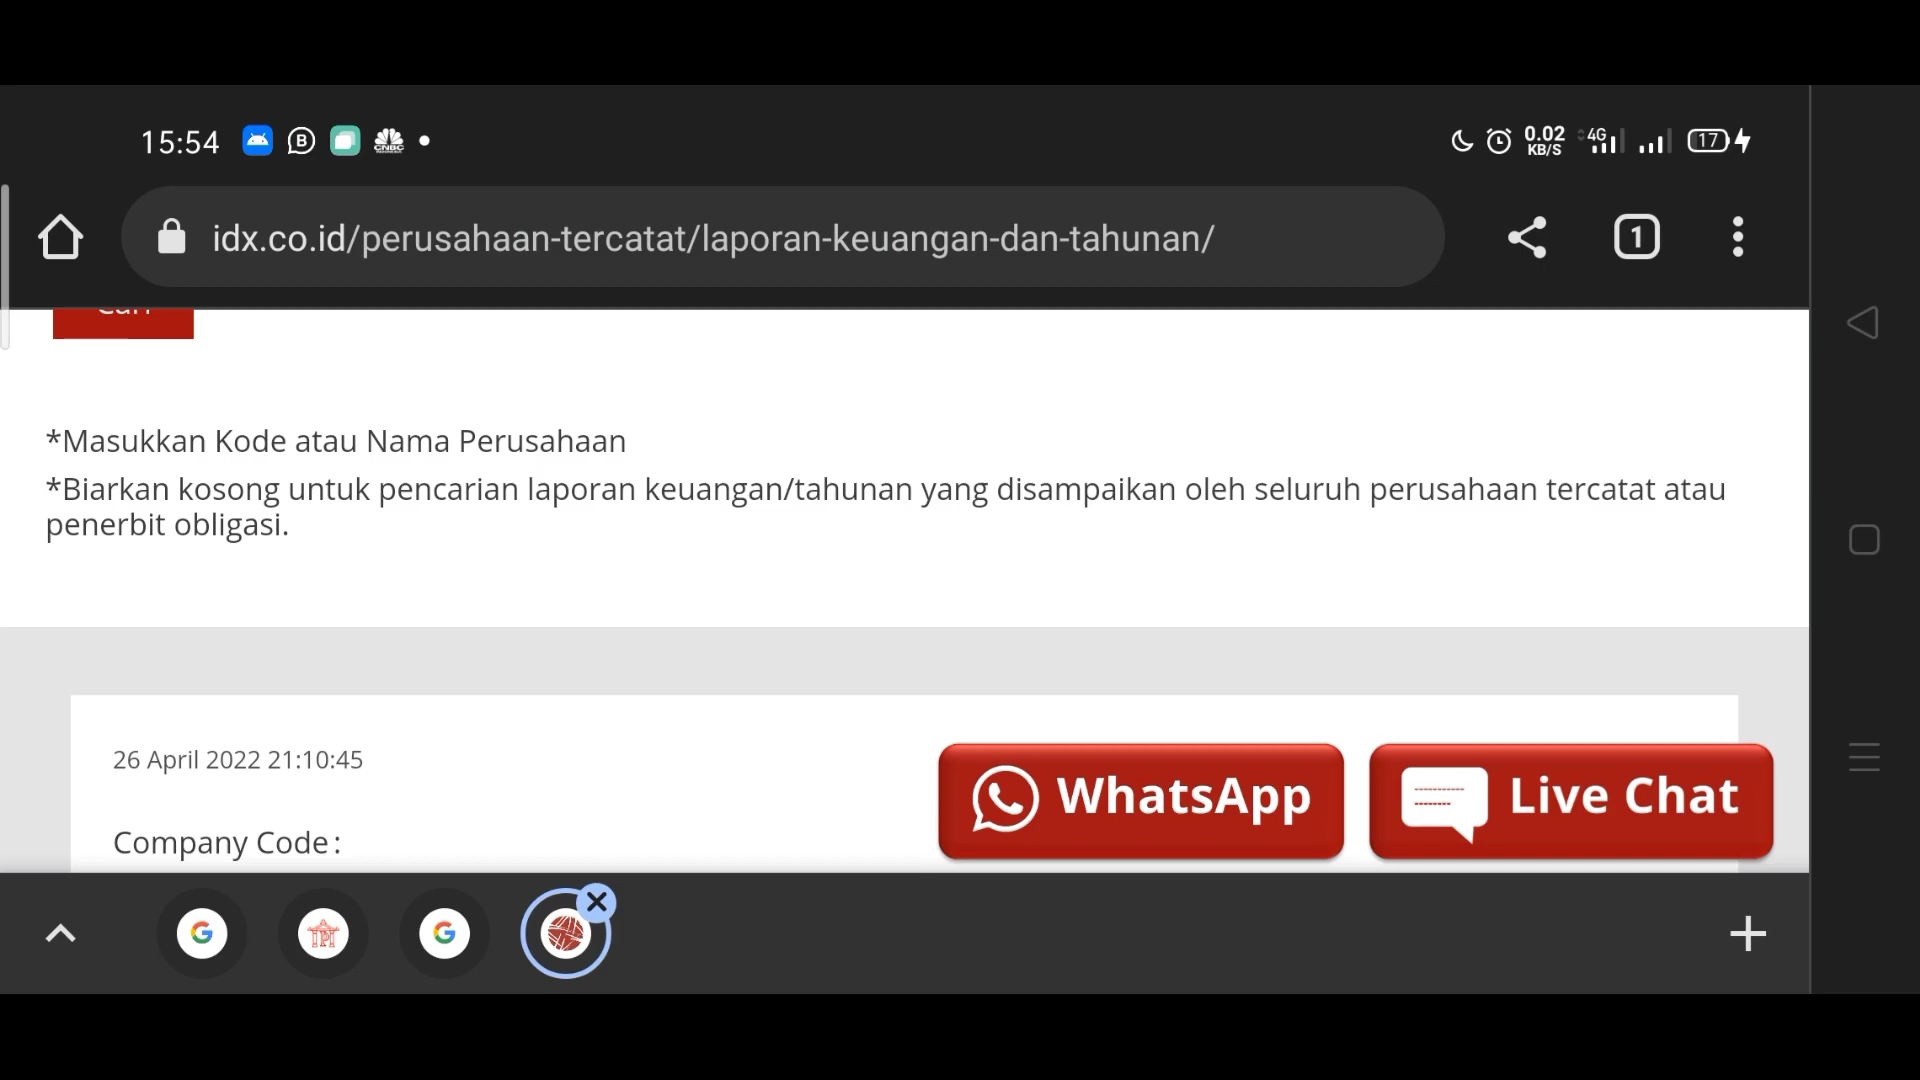 15:54
B
CNBC
0.02 KB/S
4G
17
idx.co.id/perusahaan-tercatat/laporan-keuangan-dan-tahunan/
1
Cari
*Masukkan Kode atau Nama Perusahaan
*Biarkan kosong untuk pencarian laporan keuangan/tahunan yang disampaikan oleh seluruh perusahaan tercatat atau
penerbit obligasi.
26 April 2022 21:10:45
WhatsApp
Live Chat
Company Code: